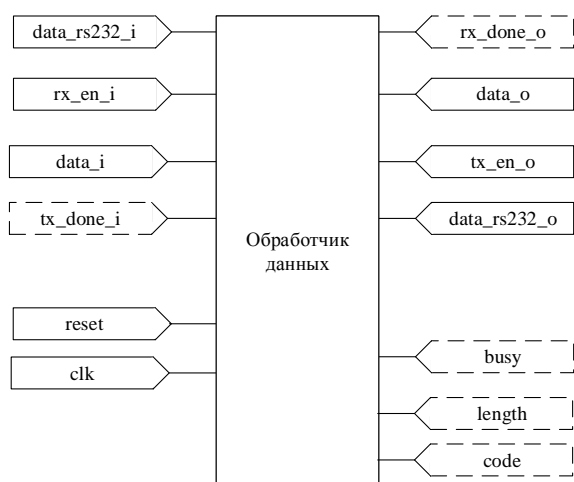 data_rs232_i
rx_en_i
data_i
tx_done_i
reset
clk
Обработчик
данных
rx_done_o
data_o
tx_en_o
data_rs232_o
busy
length
code